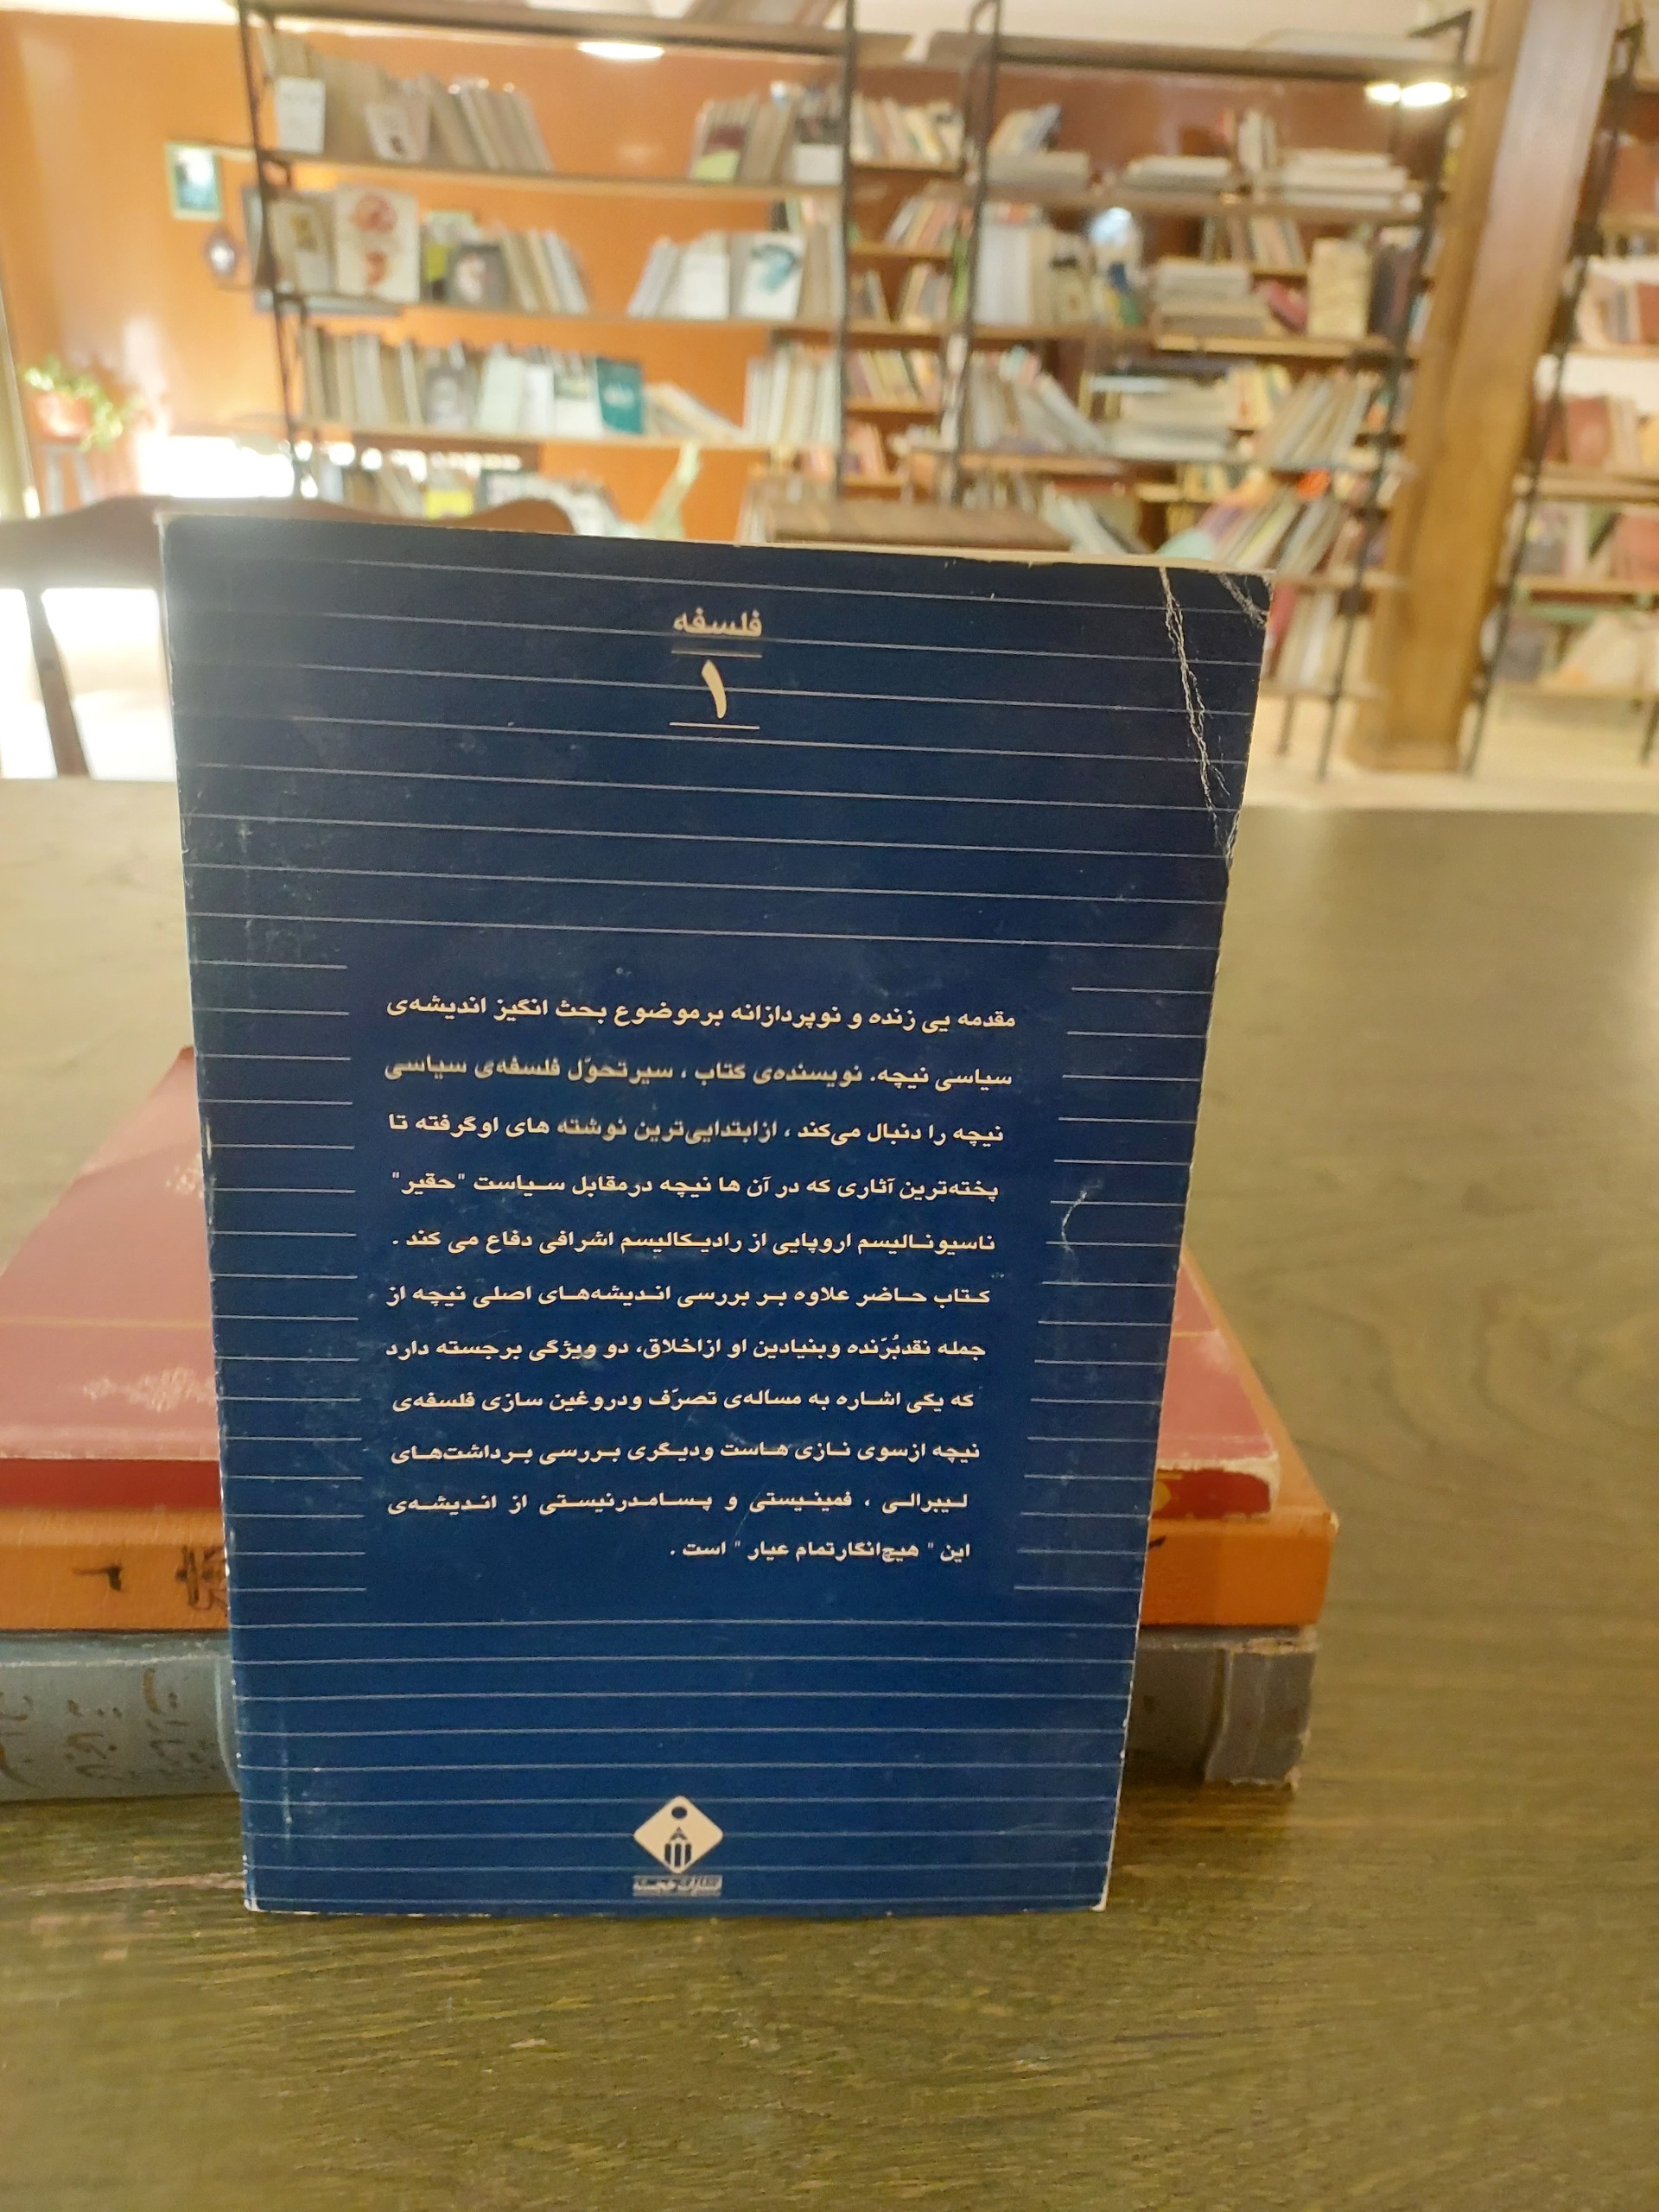 فلسفه
۱
مقدمه یی زنده و نوپردازانه برموضوع بحث انگیز اندیشه‌ی
سیاسی نیچه. نویسنده‌ی کتاب ، سیرتحوّل فلسفه‌ی سیاسی
نیچه را دنبال می‌کند ، ازابتدایی‌ترین نوشته های اوگرفته تا
پخته‌ترین آثاری که در آن ها نیچه درمقابل سیاست "حقیر"
ناسیونالیسم اروپایی از رادیکالیسم اشرافی دفاع می کند .
کتاب حاضر علاوه بر بررسی اندیشه‌های اصلی نیچه از
جمله نقدبُرّنده وبنیادین او ازاخلاق، دو ویژگی برجسته دارد
که یکی اشاره به مساله‌ی تصرّف ودروغین سازی فلسفه‌ی
نیچه ازسوی نازی هاست ودیگری بررسی برداشت‌های
لیبرالی ، فمینیستی و پسامدرنیستی از اندیشه‌ی
این " هیچ‌انگارتمام عیار " است .
انتشارات خجسته